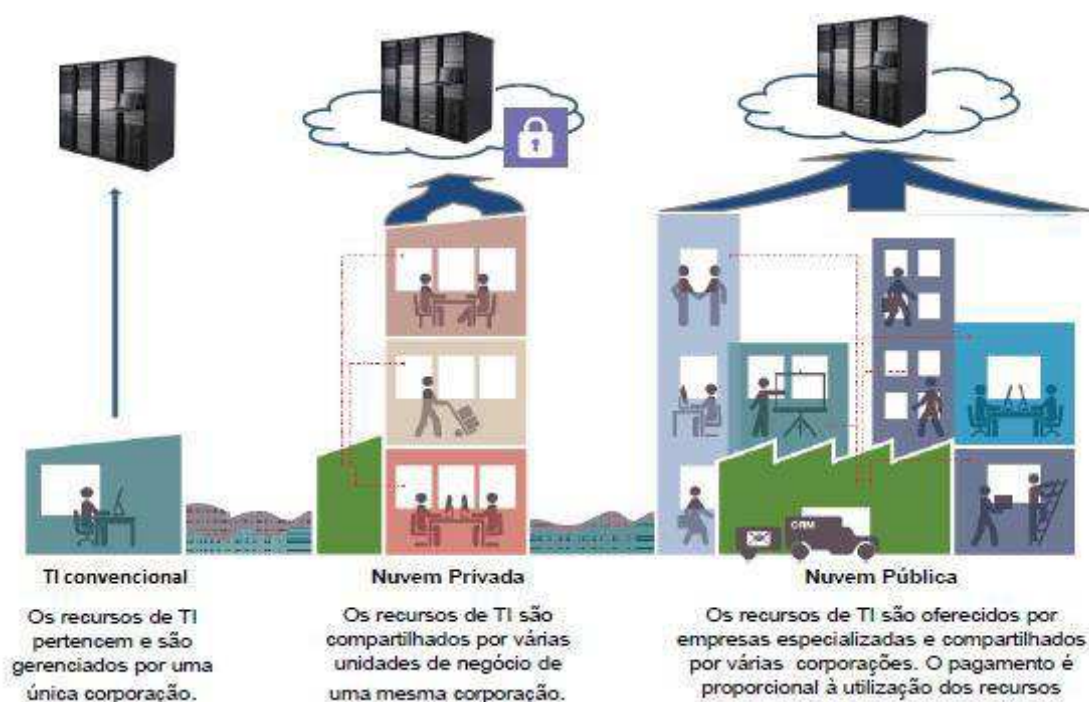 CRM
TI convencional
Os recursos de TI
pertencem e são
gerenciados por uma
única corporação.
Nuvem Privada
Os recursos de TI são
compartilhados por várias
unidades de negócio de
uma mesma corporação.
Nuvem Pública
Os recursos de TI são oferecidos por
empresas especializadas e compartilhados
por várias corporações. O pagamento é
proporcional à utilização dos recursos